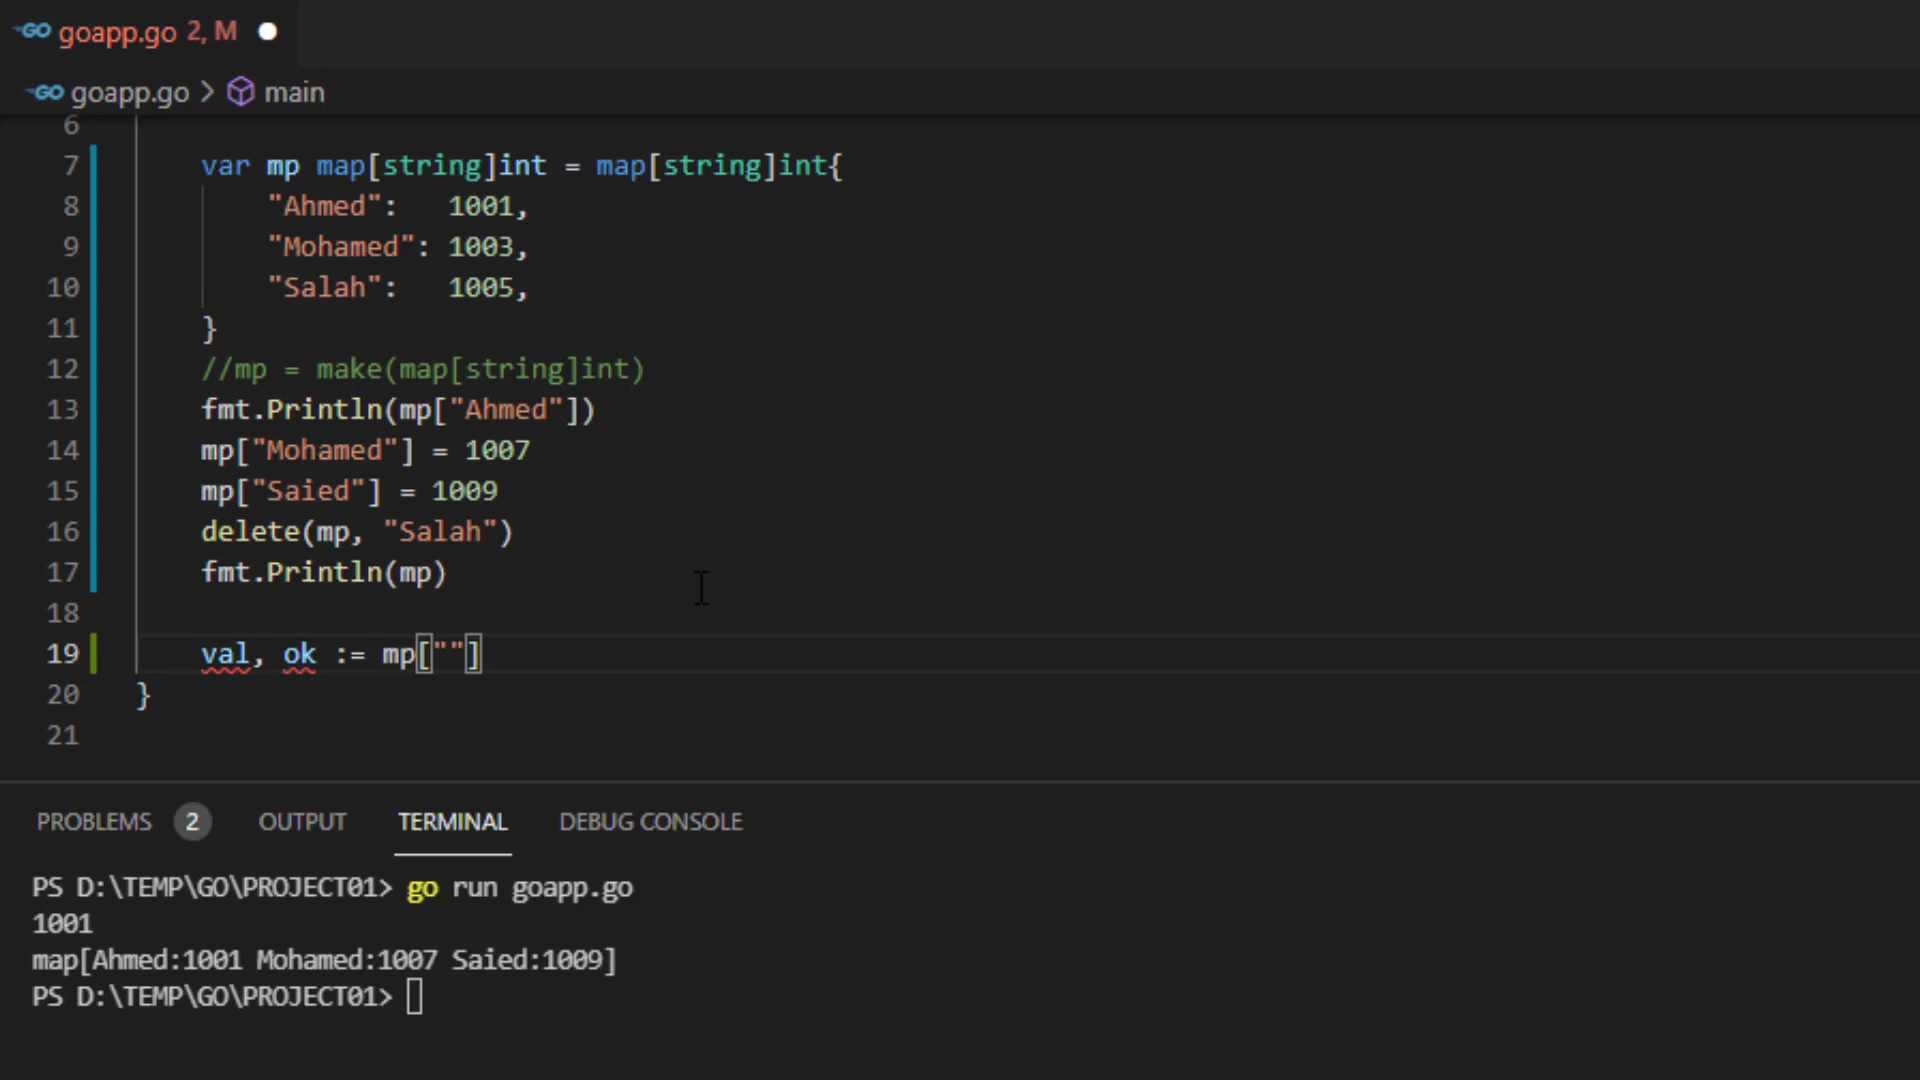 GO goapp.go 2, M
GO goapp.go > main
6
7 var mp map[string]int = map[string]int{
8 "Ahmed":   1001,
9 "Mohamed": 1003,
10 "Salah":   1005,
11 }
12 //mp = make(map[string]int)
13 fmt.Println(mp["Ahmed"])
14 mp["Mohamed"] = 1007
15 mp["Saied"] = 1009
16 delete(mp, "Salah")
17 fmt.Println(mp)
18
19 val, ok := mp[""]
20 }
21
PROBLEMS 2 OUTPUT TERMINAL DEBUG CONSOLE
PS D:\TEMP\GO\PROJECT01> go run goapp.go
1001
map[Ahmed:1001 Mohamed:1007 Saied:1009]
PS D:\TEMP\GO\PROJECT01>